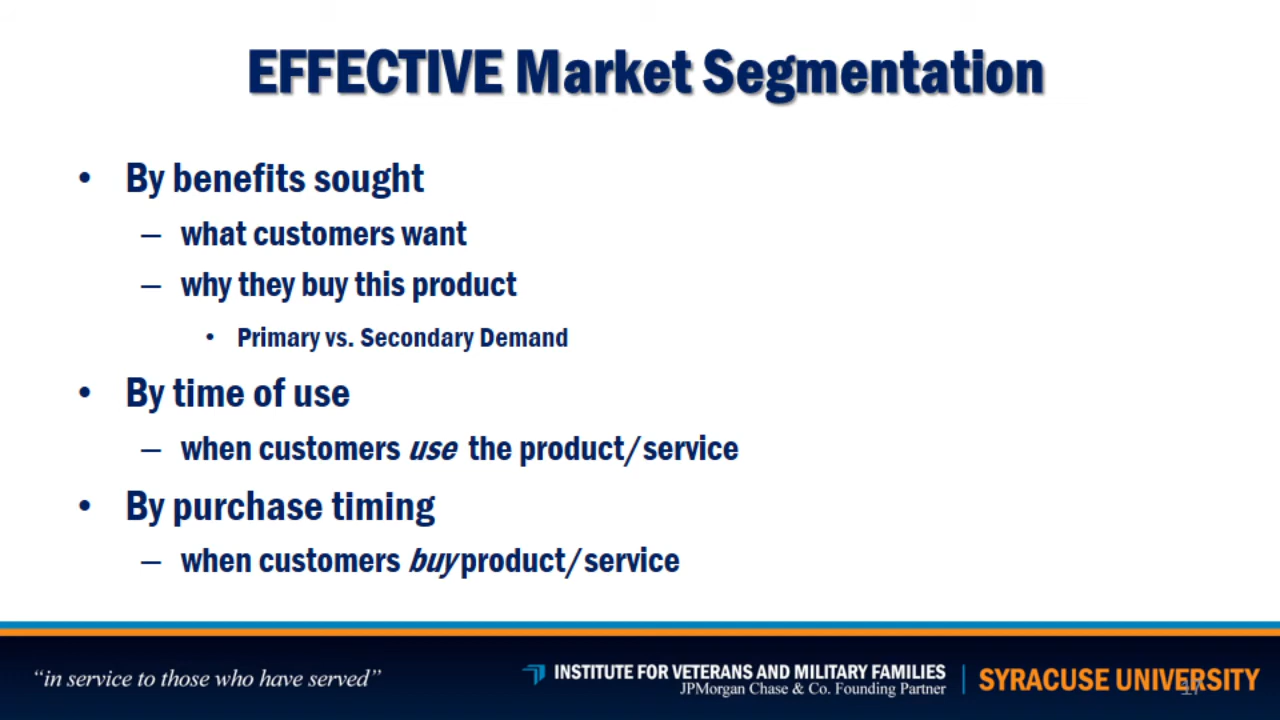 EFFECTIVE Market Segmentation
• By benefits sought
– what customers want
– why they buy this product
• Primary vs. Secondary Demand
• By time of use
– when customers use the product/service
• By purchase timing
– when customers buy product/service
“in service to those who have served”
INSTITUTE FOR VETERANS AND MILITARY FAMILIES
JPMorgan Chase & Co. Founding Partner
SYRACUSE UNIVERSITY
17